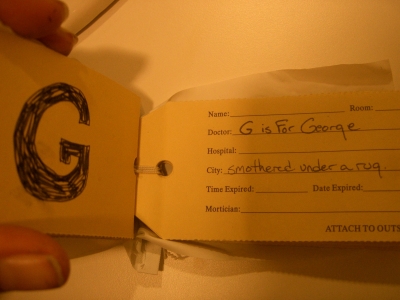 G
Name: Room:
Doctor: G is For George
Hospital:
City: smothered under a rug.
Time Expired: Date Expired:
Mortician:
ATTACH TO OUTS